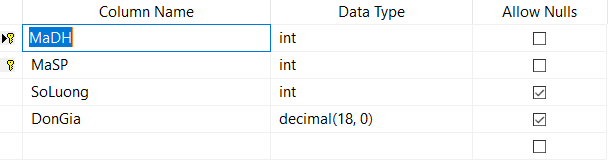 Column Name Data Type Allow Nulls
MaDH int
MaSP int
SoLuong int
DonGia decimal(18, 0)